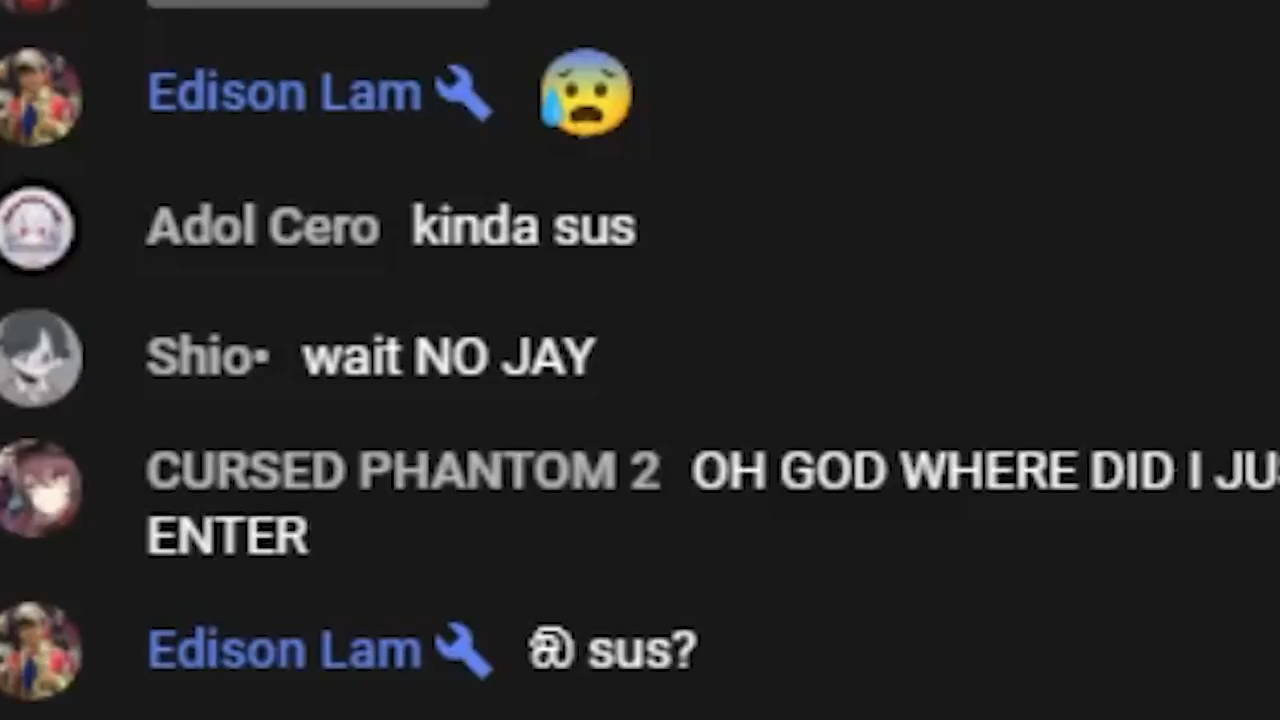 Edison Lam 😰
Adol Cero kinda sus
Shio• wait NO JAY
CURSED PHANTOM 2 OH GOD WHERE DID I
ENTER
Edison Lam ඞ sus?